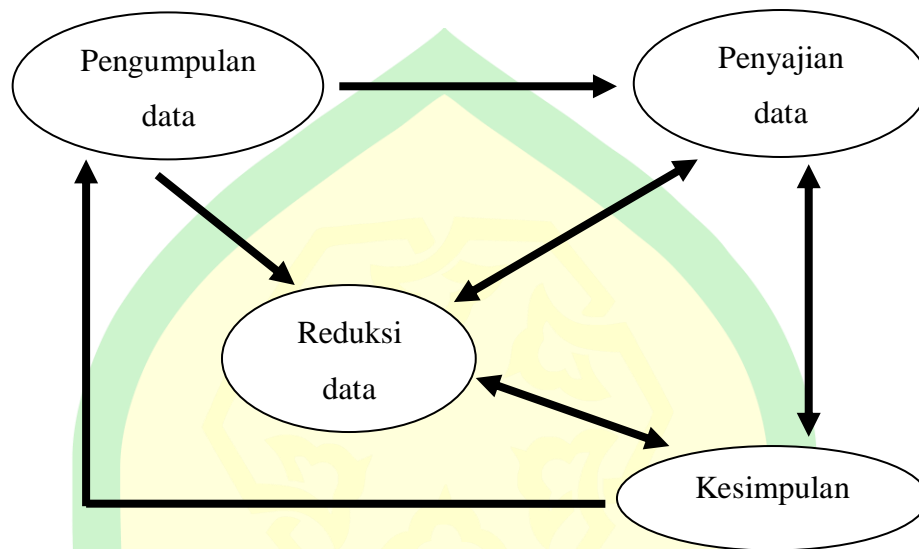 Pengumpulan
data
Penyajian
data
Reduksi
data
Kesimpulan